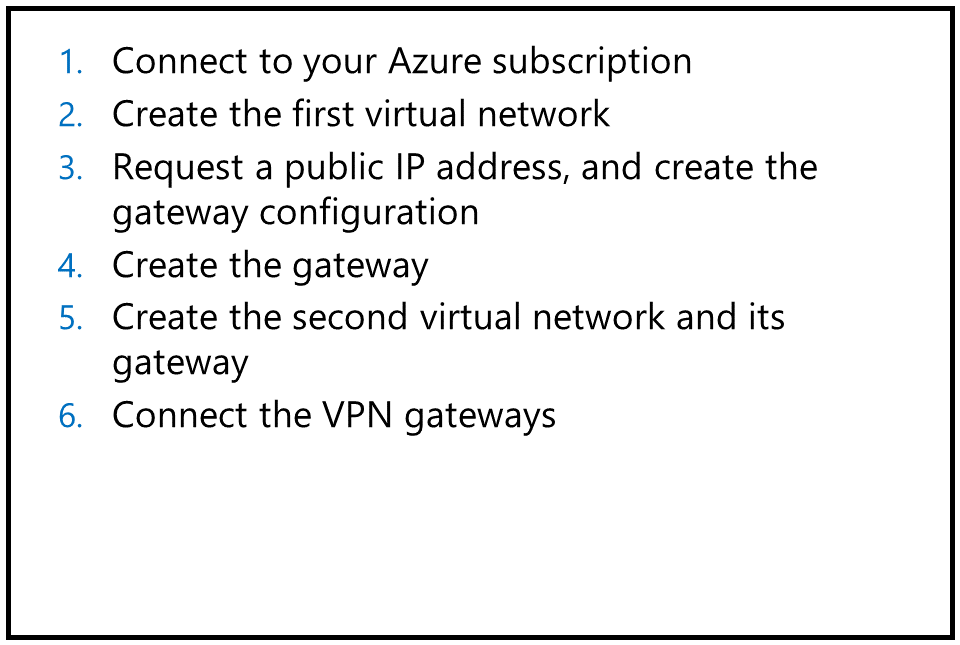 1. Connect to your Azure subscription
2. Create the first virtual network
3. Request a public IP address, and create the
gateway configuration
4. Create the gateway
5. Create the second virtual network and its
gateway
6. Connect the VPN gateways